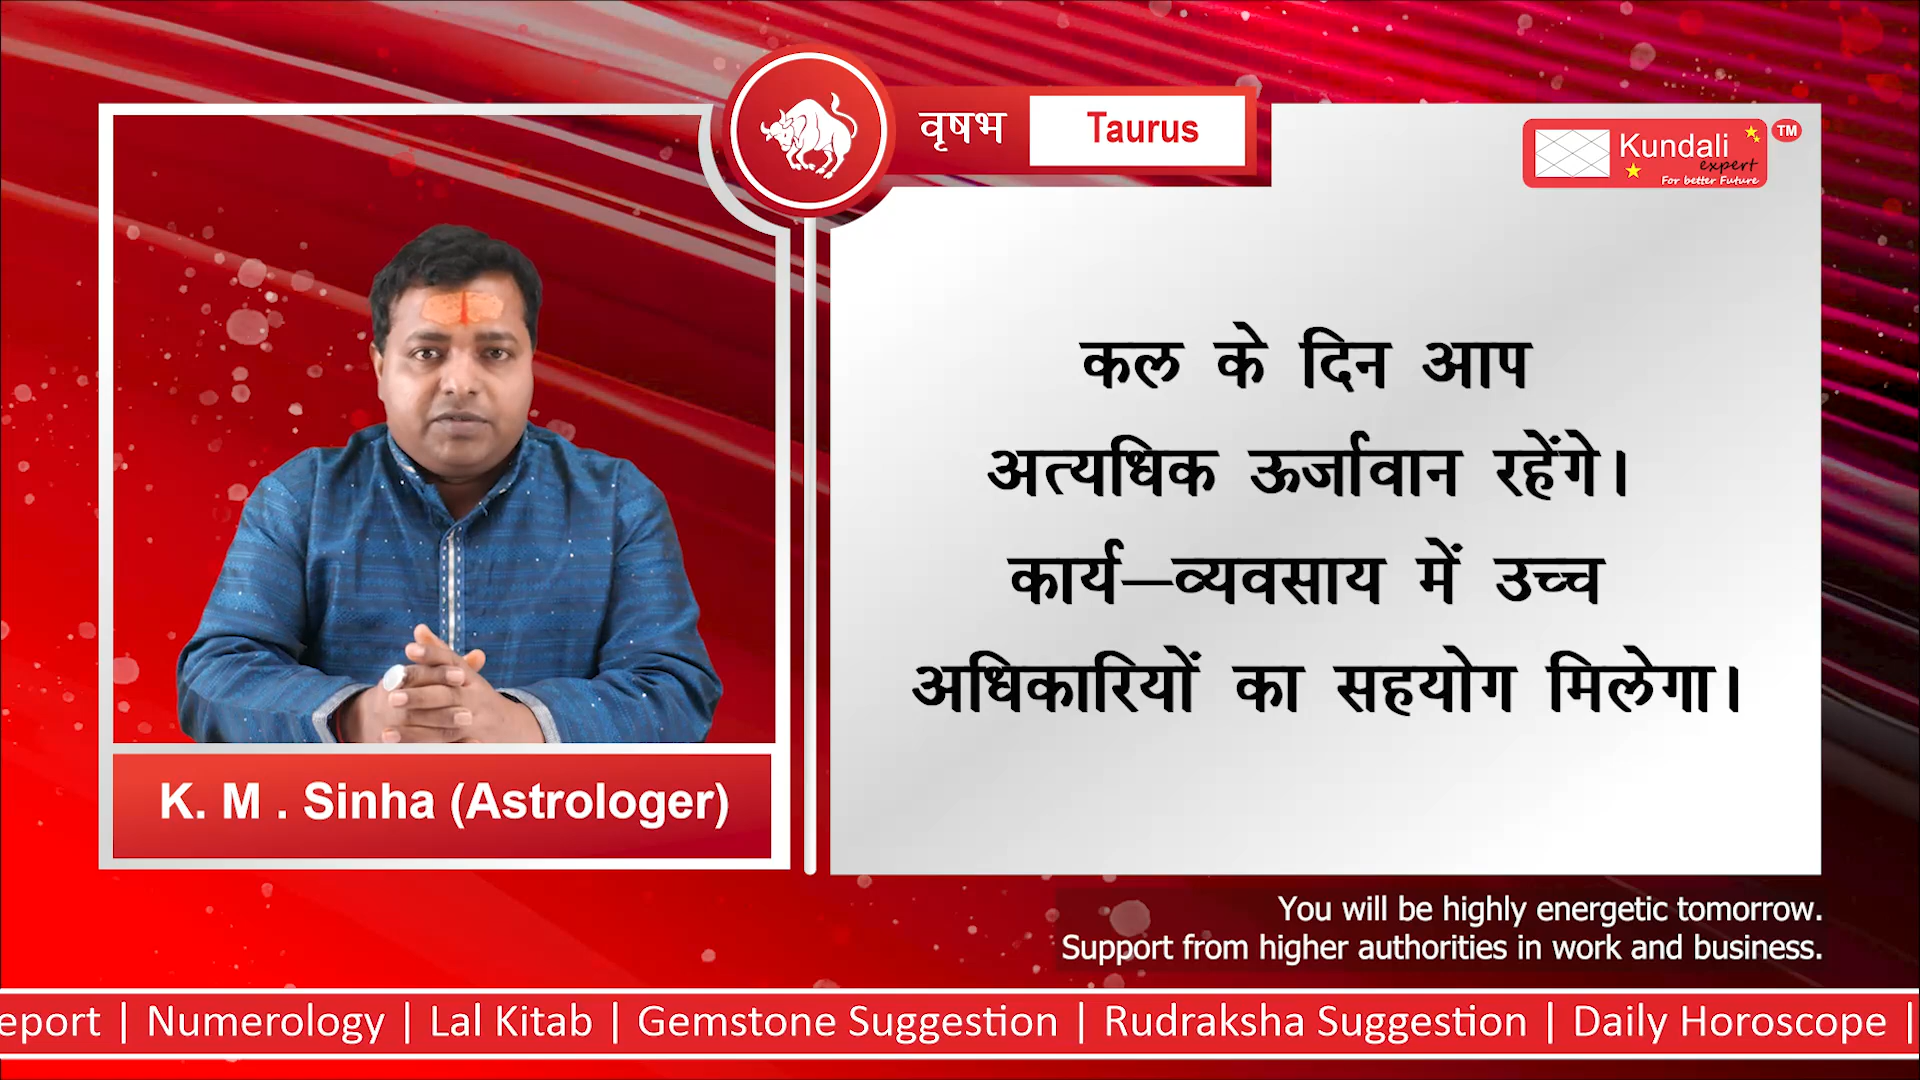 वृषभ Taurus
Kundali
expert
For better Future
TM
कल के दिन आप
अत्यधिक ऊर्जावान रहेंगे।
कार्य–व्यवसाय में उच्च
अधिकारियों का सहयोग मिलेगा।
K. M . Sinha (Astrologer)
You will be highly energetic tomorrow.
Support from higher authorities in work and business.
eport | Numerology | Lal Kitab | Gemstone Suggestion | Rudraksha Suggestion | Daily Horoscope |